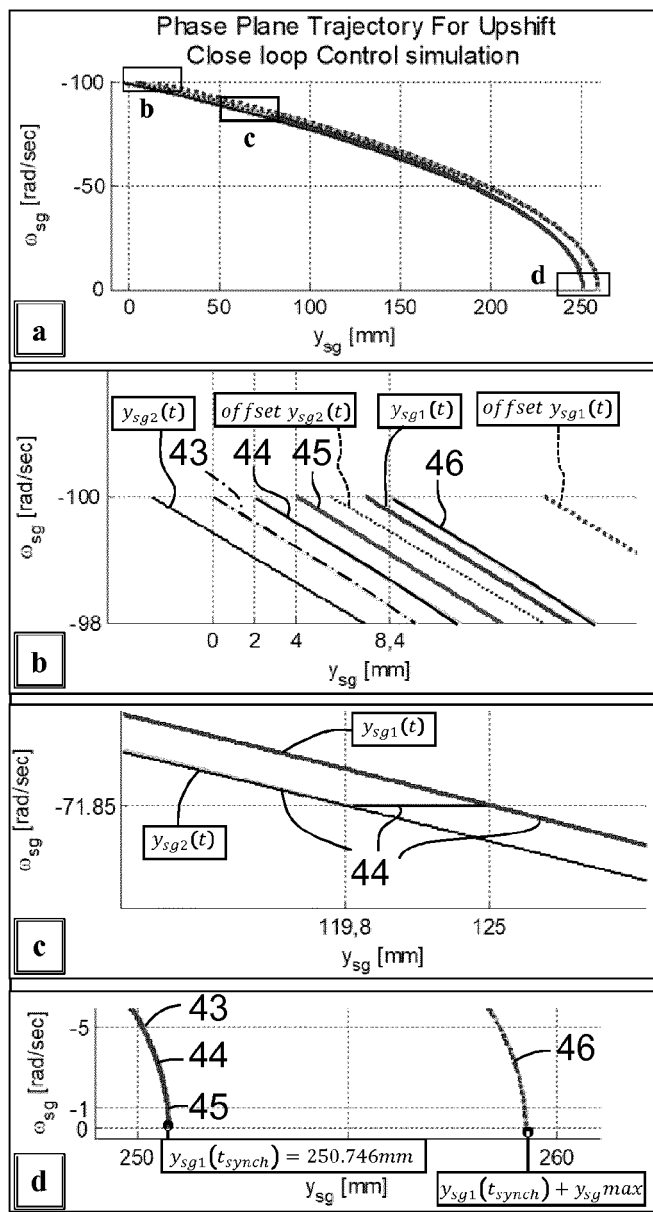 Phase Plane Trajectory For Upshift
Close loop Control simulation
ω_sg [rad/sec]
-100
-50
0
b
c
d
0 50 100 150 200 250
y_sg [mm]
a
y_sg2(t)
offset y_sg2(t)
y_sg1(t)
offset y_sg1(t)
43
44
45
46
ω_sg [rad/sec]
-100
-98
0 2 4 8,4
y_sg [mm]
b
y_sg1(t)
ω_sg [rad/sec]
-71.85
y_sg2(t)
44
119,8 125
y_sg [mm]
c
43
44
45
46
ω_sg [rad/sec]
-5
-1
0
250 260
y_sg1(t_synch) = 250.746mm
y_sg [mm]
y_sg1(t_synch) + y_sg max
d